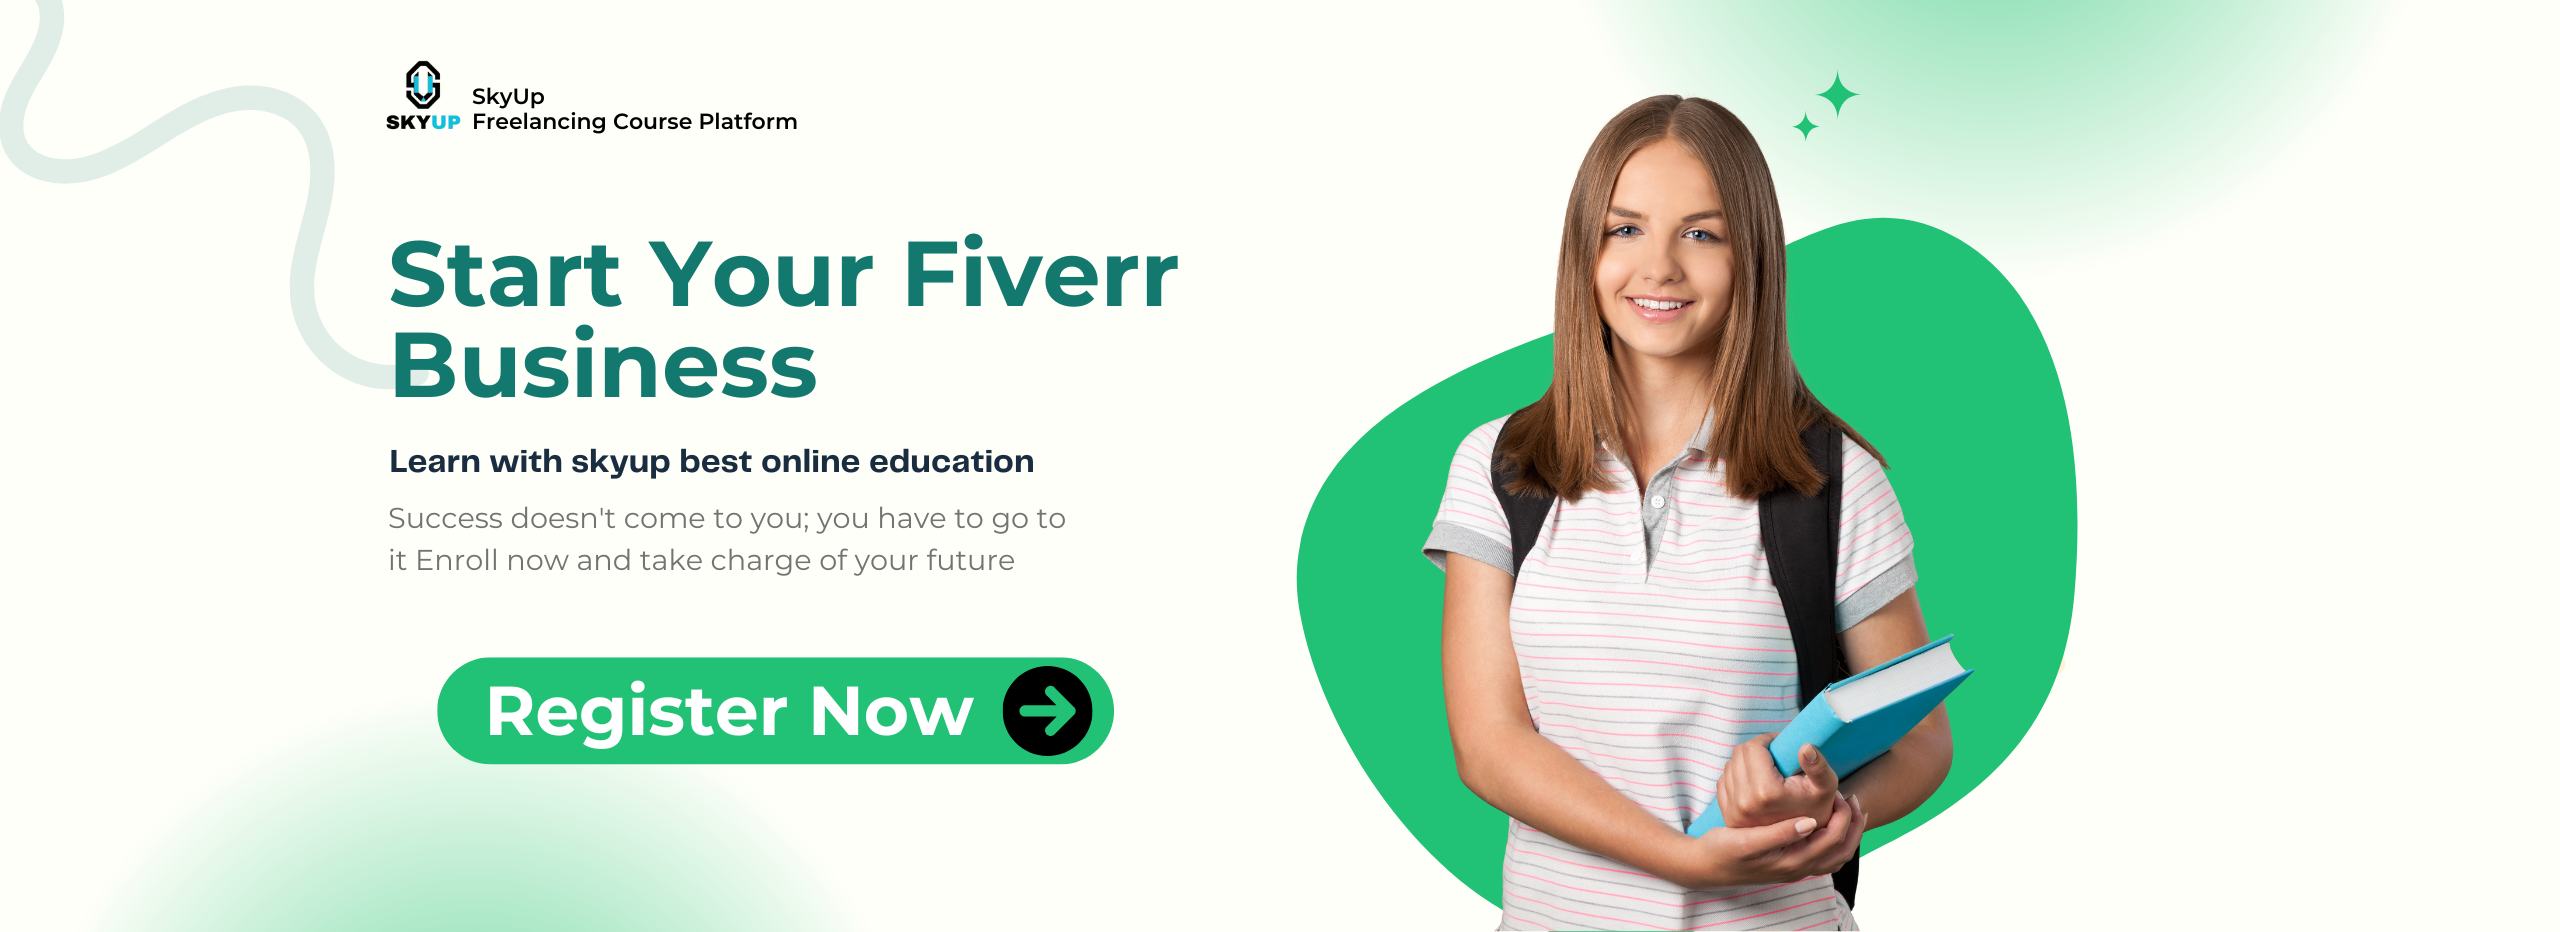 SKYUP
SkyUp
Freelancing Course Platform
Start Your Fiverr
Business
Learn with skyup best online education
Success doesn't come to you; you have to go to
it Enroll now and take charge of your future
Register Now